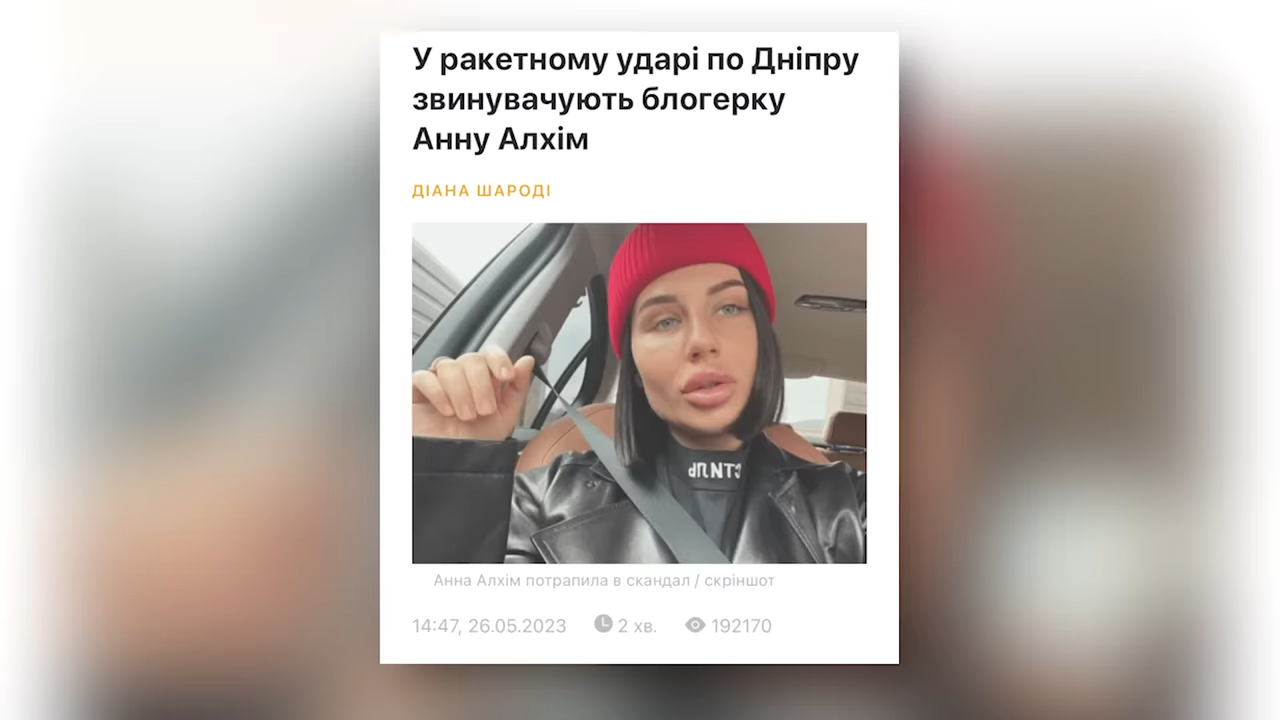 У ракетному ударі по Дніпру
звинувачують блогерку
Анну Алхім
ДІАНА ШАРОДІ
Анна Алхім потрапила в скандал / скріншот
14:47, 26.05.2023 2 хв. 192170